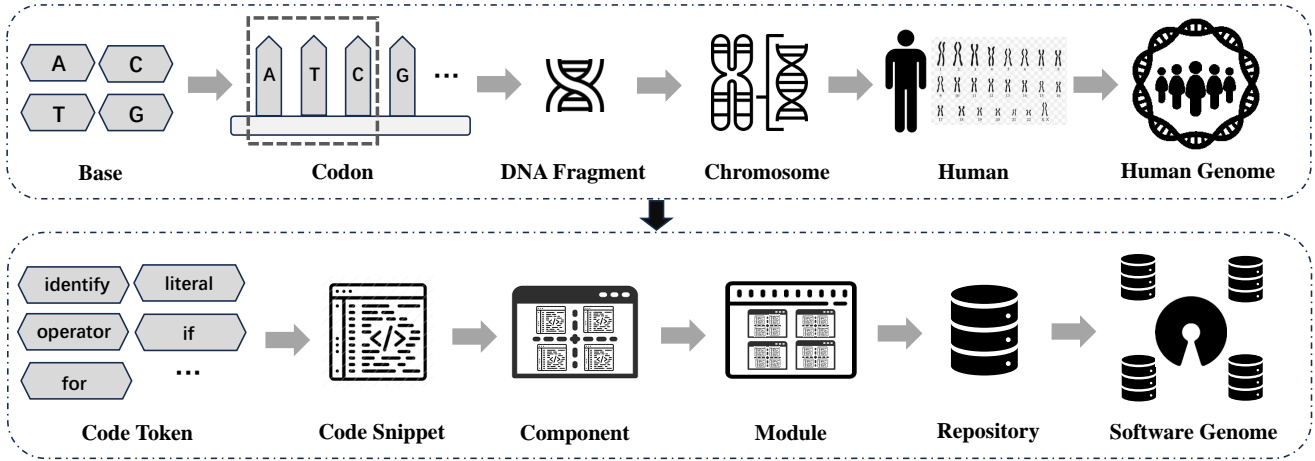 A C
T G
A T C G ...
Base Codon DNA Fragment Chromosome Human Human Genome
identify literal
operator if
for ...
</>
Code Token Code Snippet Component Module Repository Software Genome